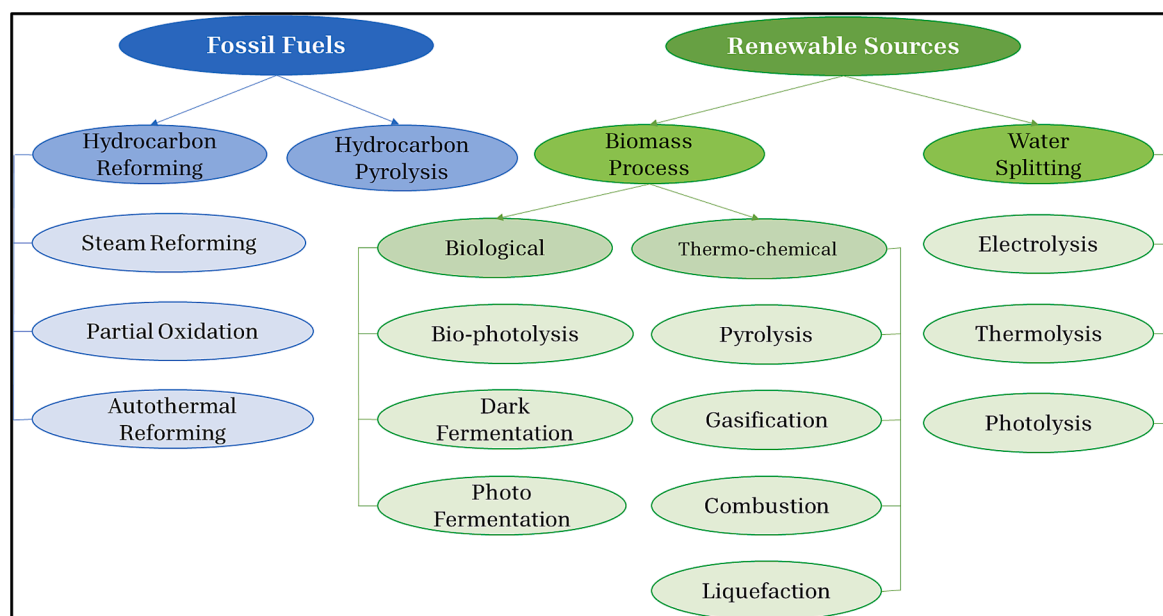 Fossil Fuels
Renewable Sources
Hydrocarbon
Reforming
Hydrocarbon
Pyrolysis
Biomass
Process
Water
Splitting
Steam Reforming
Biological
Thermo-chemical
Electrolysis
Partial Oxidation
Bio-photolysis
Pyrolysis
Thermolysis
Autothermal
Reforming
Dark
Fermentation
Gasification
Photolysis
Photo
Fermentation
Combustion
Liquefaction